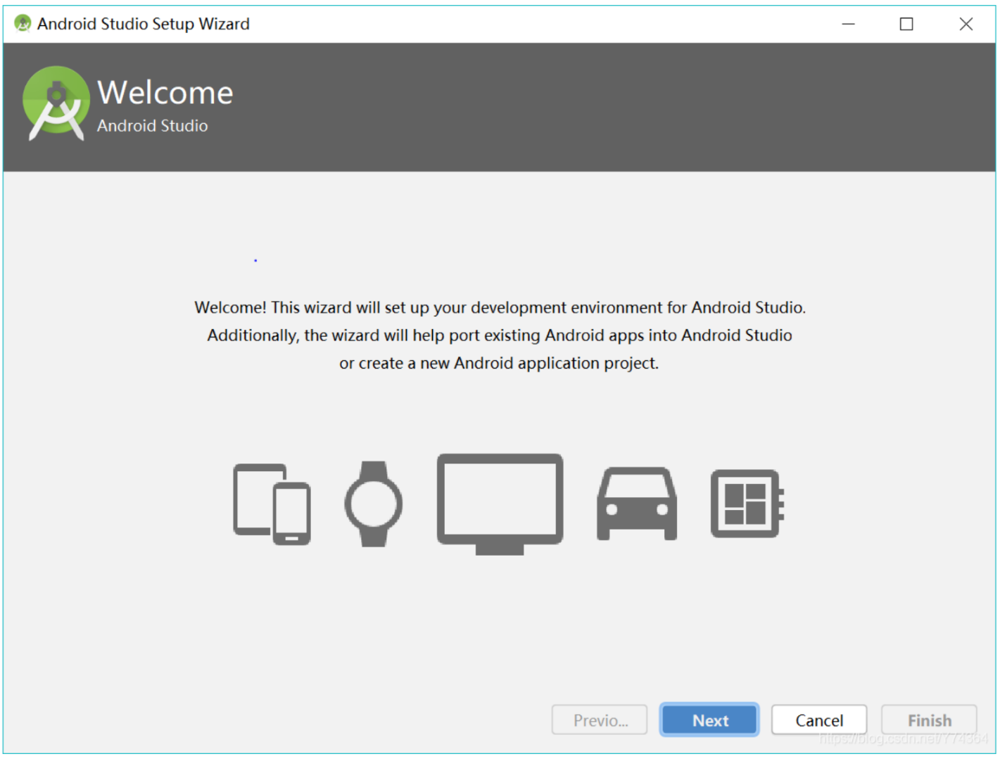 Android Studio Setup Wizard
Welcome
Android Studio
Welcome! This wizard will set up your development environment for Android Studio.
Additionally, the wizard will help port existing Android apps into Android Studio
or create a new Android application project.
Previo... Next Cancel Finish
https://blog.csdn.net/774364